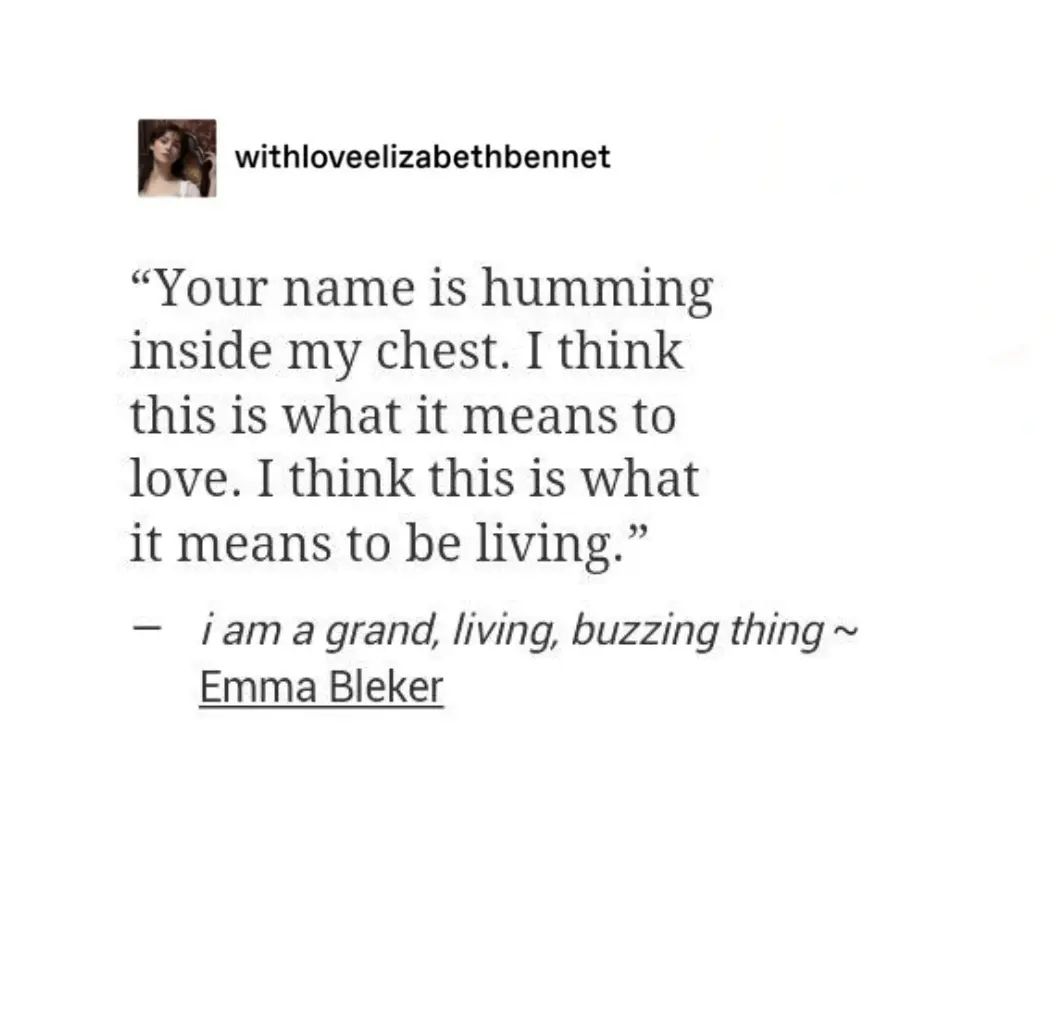 withloveelizabethbennet
“Your name is humming
inside my chest. I think
this is what it means to
love. I think this is what
it means to be living.”
— i am a grand, living, buzzing thing ~
Emma Bleker